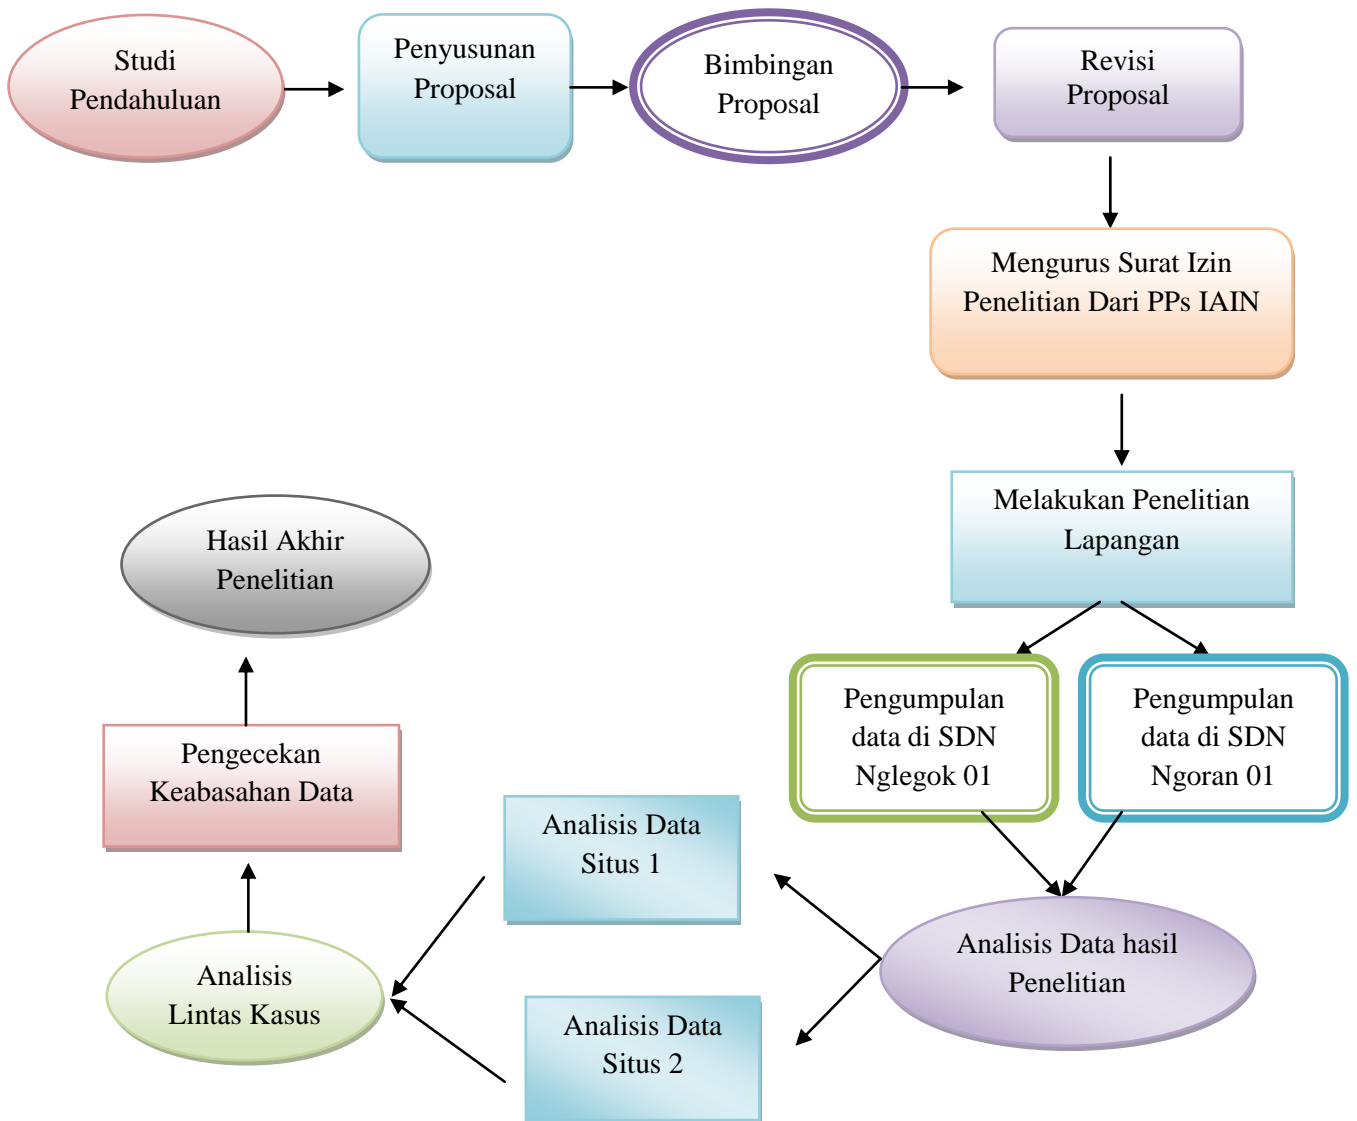 Studi
Pendahuluan
Penyusunan
Proposal
Bimbingan
Proposal
Revisi
Proposal
Mengurus Surat Izin
Penelitian Dari PPs IAIN
Melakukan Penelitian
Lapangan
Pengumpulan
data di SDN
Nglegok 01
Pengumpulan
data di SDN
Ngoran 01
Analisis Data hasil
Penelitian
Analisis Data
Situs 1
Analisis Data
Situs 2
Analisis
Lintas Kasus
Pengecekan
Keabasahan Data
Hasil Akhir
Penelitian